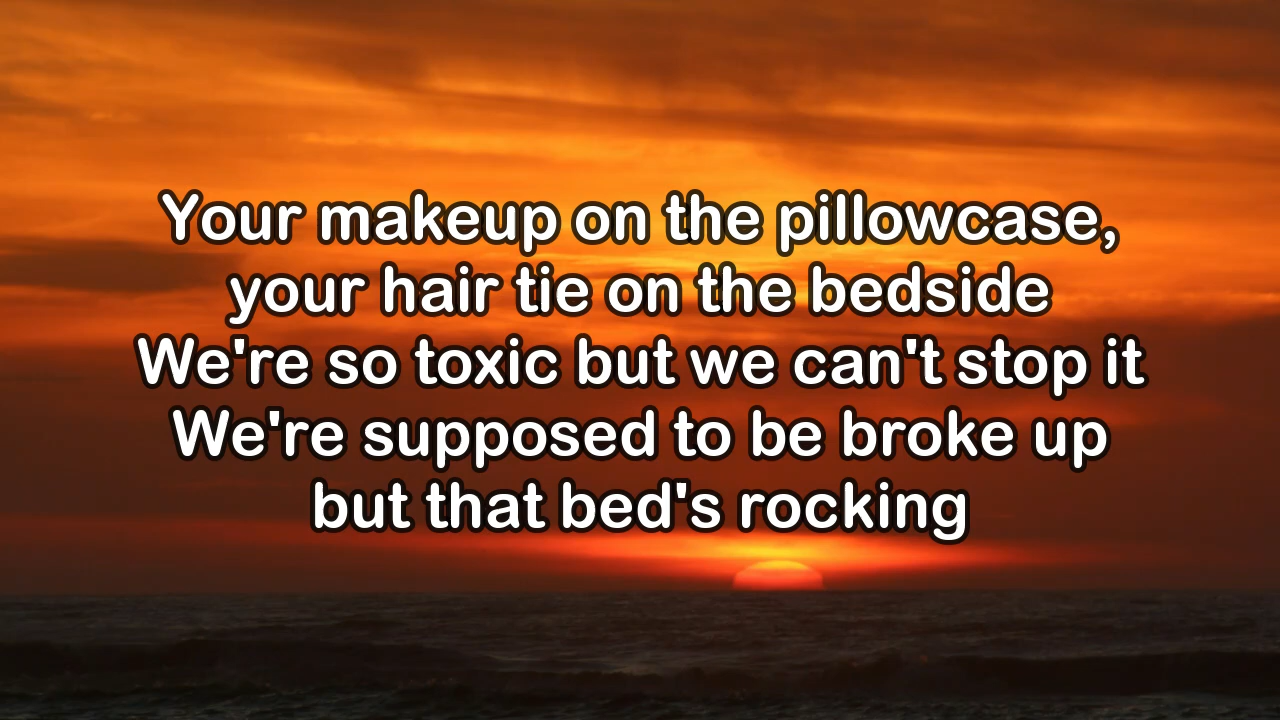 Your makeup on the pillowcase,
your hair tie on the bedside
We're so toxic but we can't stop it
We're supposed to be broke up
but that bed's rocking